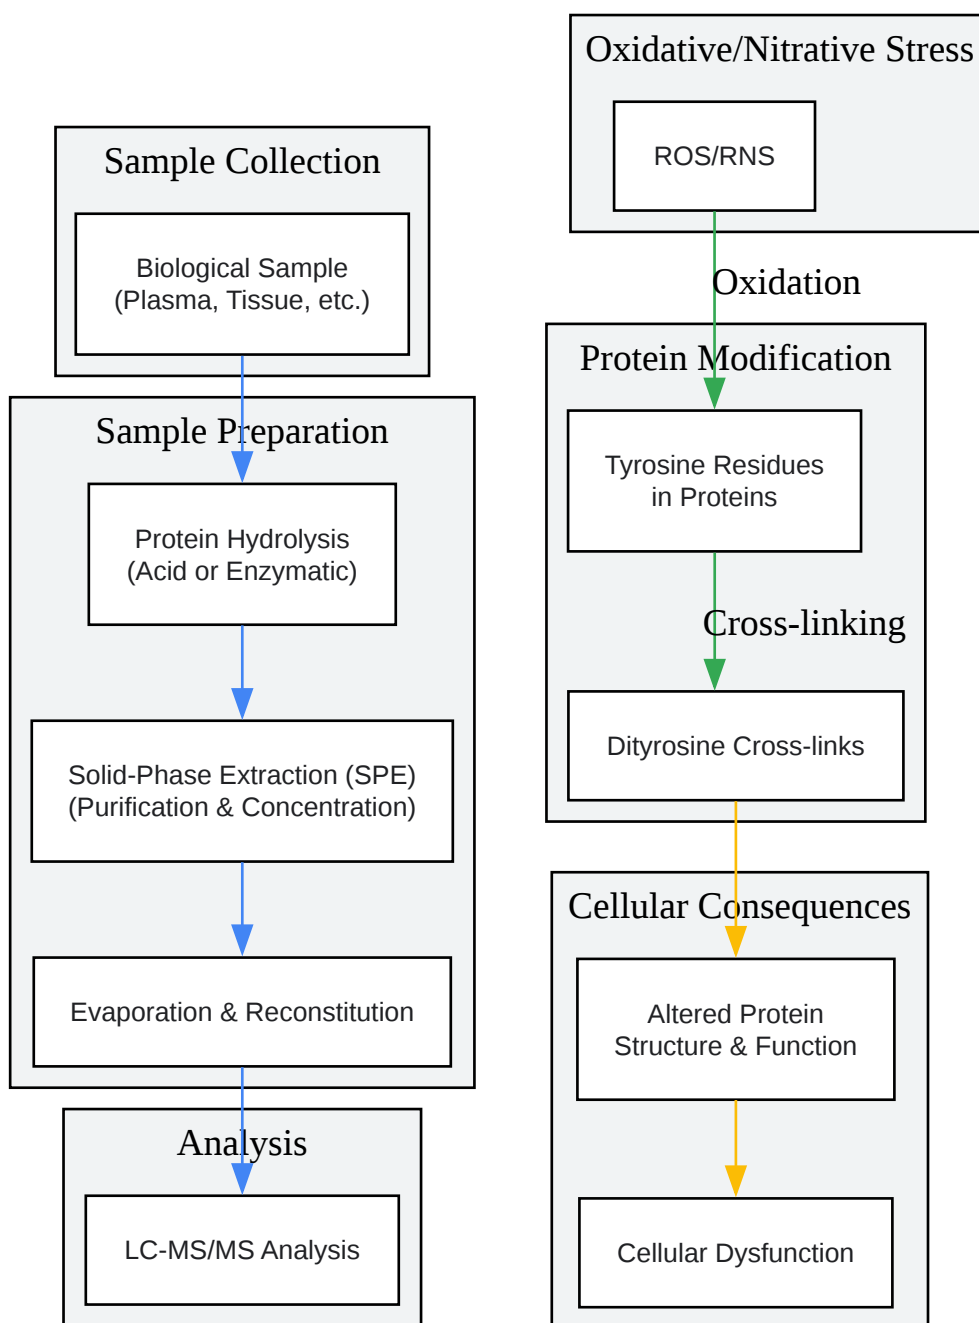 Sample Collection
Biological Sample
(Plasma, Tissue, etc.)
Sample Preparation
Protein Hydrolysis
(Acid or Enzymatic)
Solid-Phase Extraction (SPE)
(Purification & Concentration)
Evaporation & Reconstitution
Analysis
LC-MS/MS Analysis
Oxidative/Nitrative Stress
ROS/RNS
Oxidation
Protein Modification
Tyrosine Residues
in Proteins
Cross-linking
Dityrosine Cross-links
Cellular Consequences
Altered Protein
Structure & Function
Cellular Dysfunction